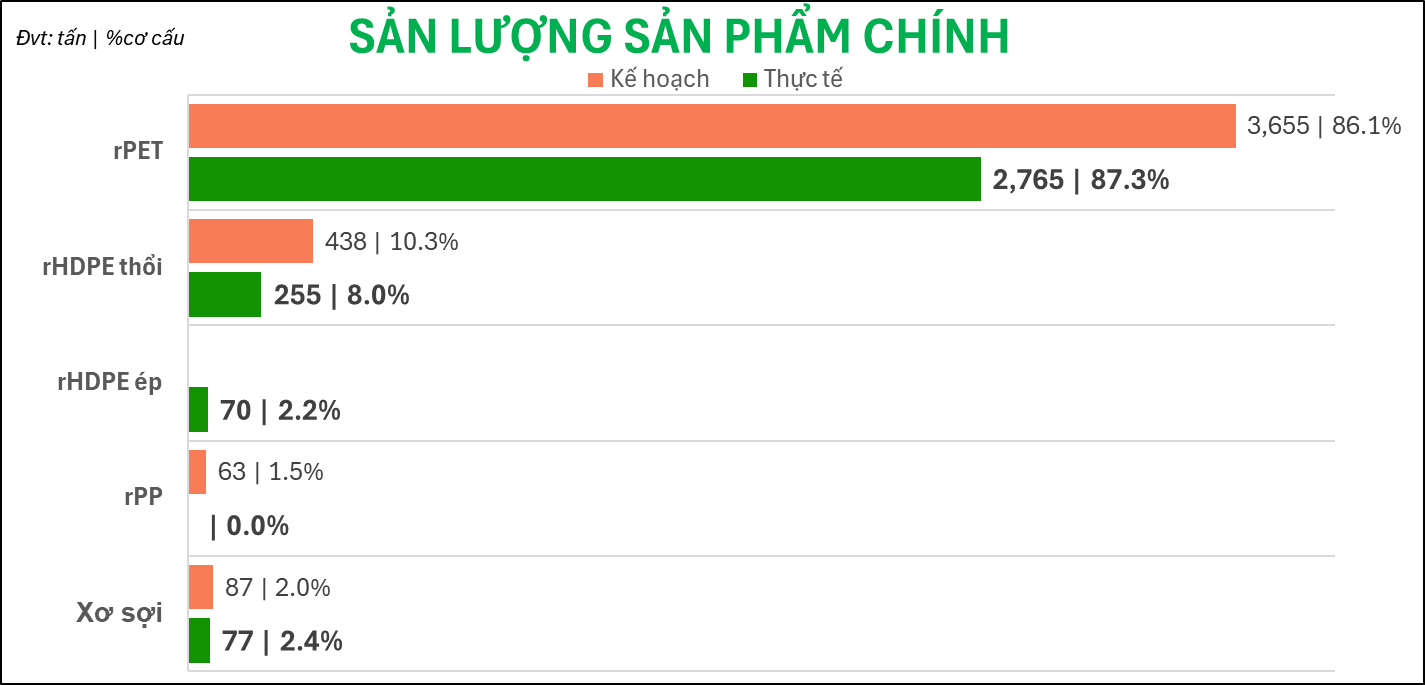 Đvt: tấn | %cơ cấu
SẢN LƯỢNG SẢN PHẨM CHÍNH
Kế hoạch Thực tế
rPET
3,655 | 86.1%
2,765 | 87.3%
rHDPE thổi
438 | 10.3%
255 | 8.0%
rHDPE ép
70 | 2.2%
rPP
63 | 1.5%
| 0.0%
Xơ sợi
87 | 2.0%
77 | 2.4%